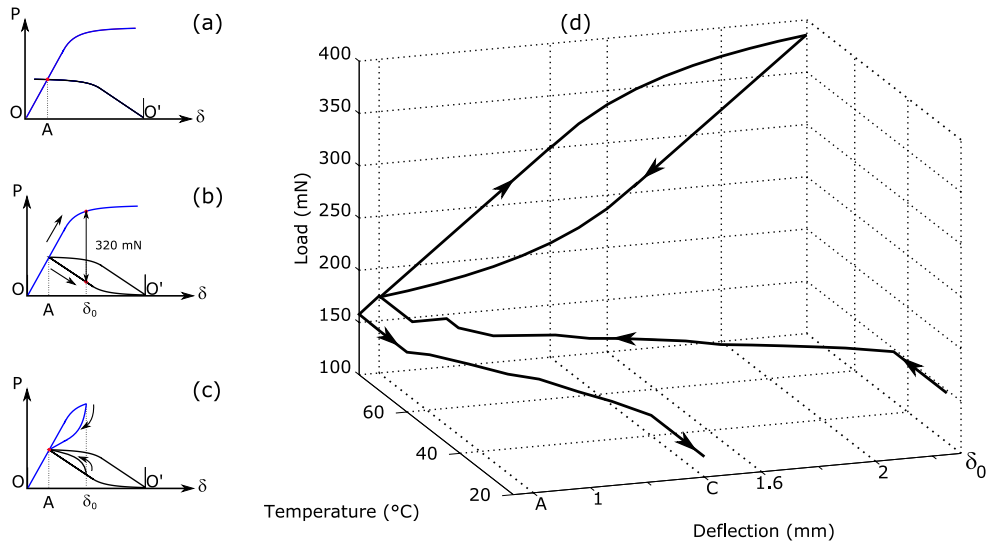 P
(a)
O
O'
δ
A
P
(b)
320 mN
O
O'
δ
A
δ₀
P
(c)
O
O'
δ
A
δ₀
(d)
400
350
300
250
200
150
100
Load (mN)
60
40
20
Temperature (°C)
A
1
C
1.6
2
δ₀
Deflection (mm)